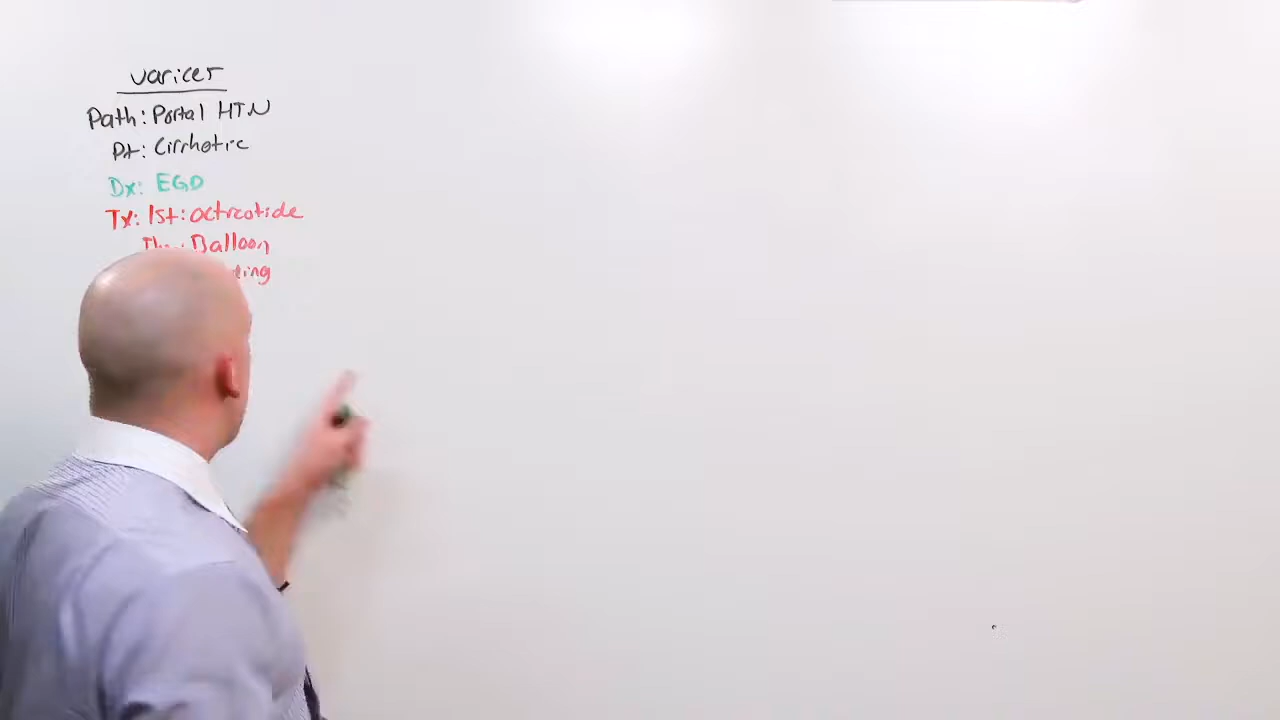 varices
Path: Portal HTN
Pt: Cirrhotic
Dx: EGD
Tx: 1st: octreotide
Balloon